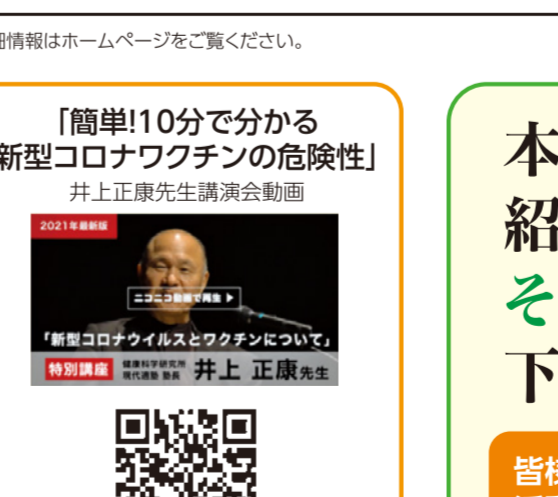 細情報はホームページをご覧ください。
「簡単!10分で分かる
新型コロナワクチンの危険性」
井上正康先生講演会動画
2021年最新版
ニコニコ動画で再生 ▶
「新型コロナウイルスとワクチンについて」
特別講座
健康科学研究所
現代適塾 塾長
井上 正康先生
本
紹
そ
下
皆様